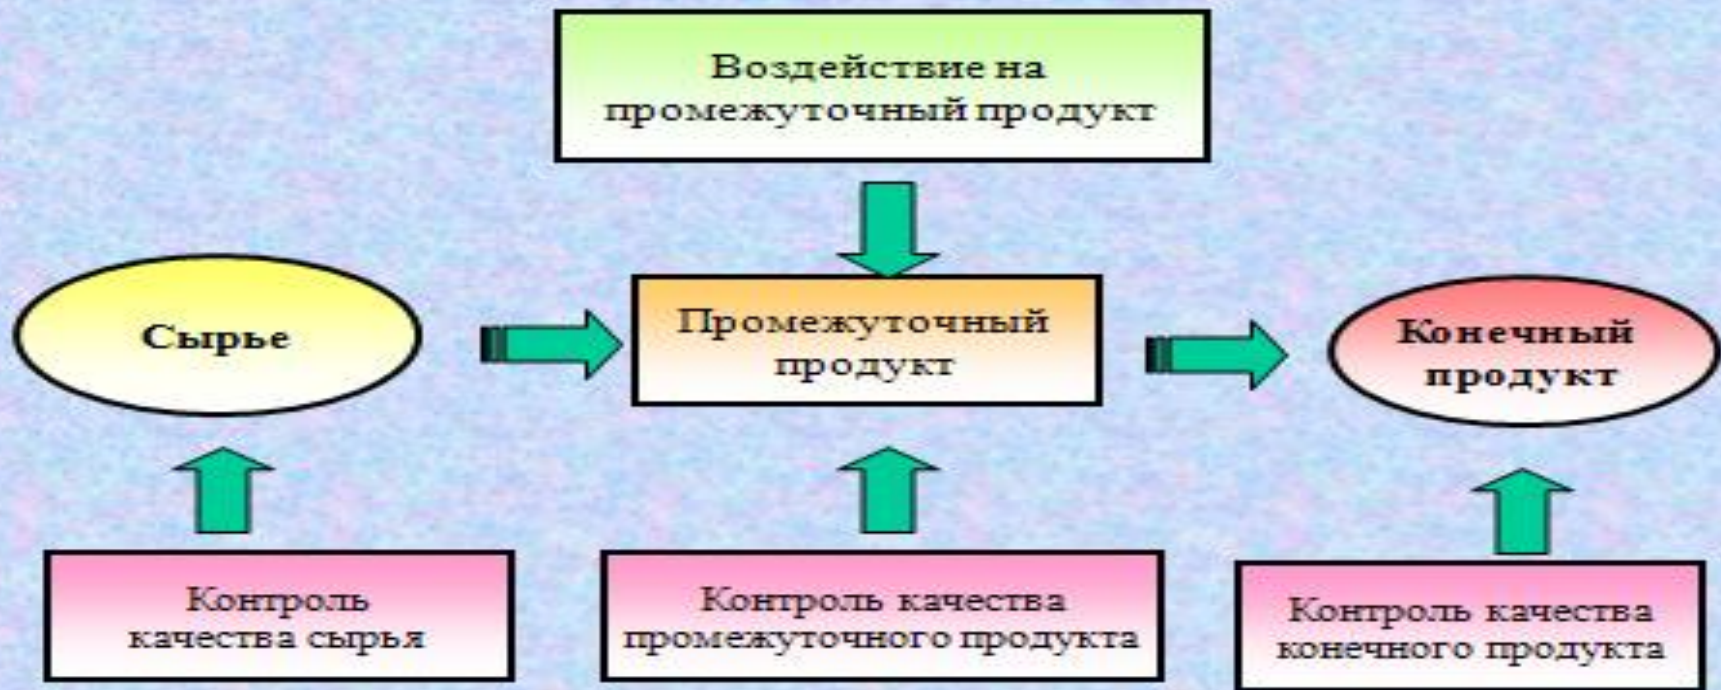 Воздействие на
промежуточный продукт
Сырье
Промежуточный
продукт
Конечный
продукт
Контроль
качества сырья
Контроль качества
промежуточного продукта
Контроль качества
конечного продукта